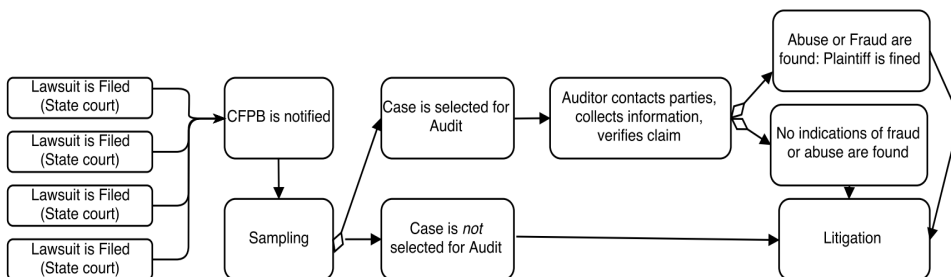 Lawsuit is Filed
(State court)
Lawsuit is Filed
(State court)
Lawsuit is Filed
(State court)
Lawsuit is Filed
(State court)
CFPB is notified
Sampling
Case is selected for
Audit
Case is not
selected for Audit
Auditor contacts parties,
collects information,
verifies claim
Abuse or Fraud are
found: Plaintiff is fined
No indications of fraud
or abuse are found
Litigation